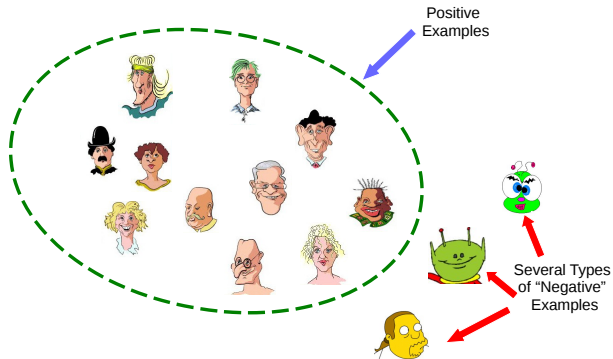 Positive
Examples
Several Types
of “Negative”
Examples